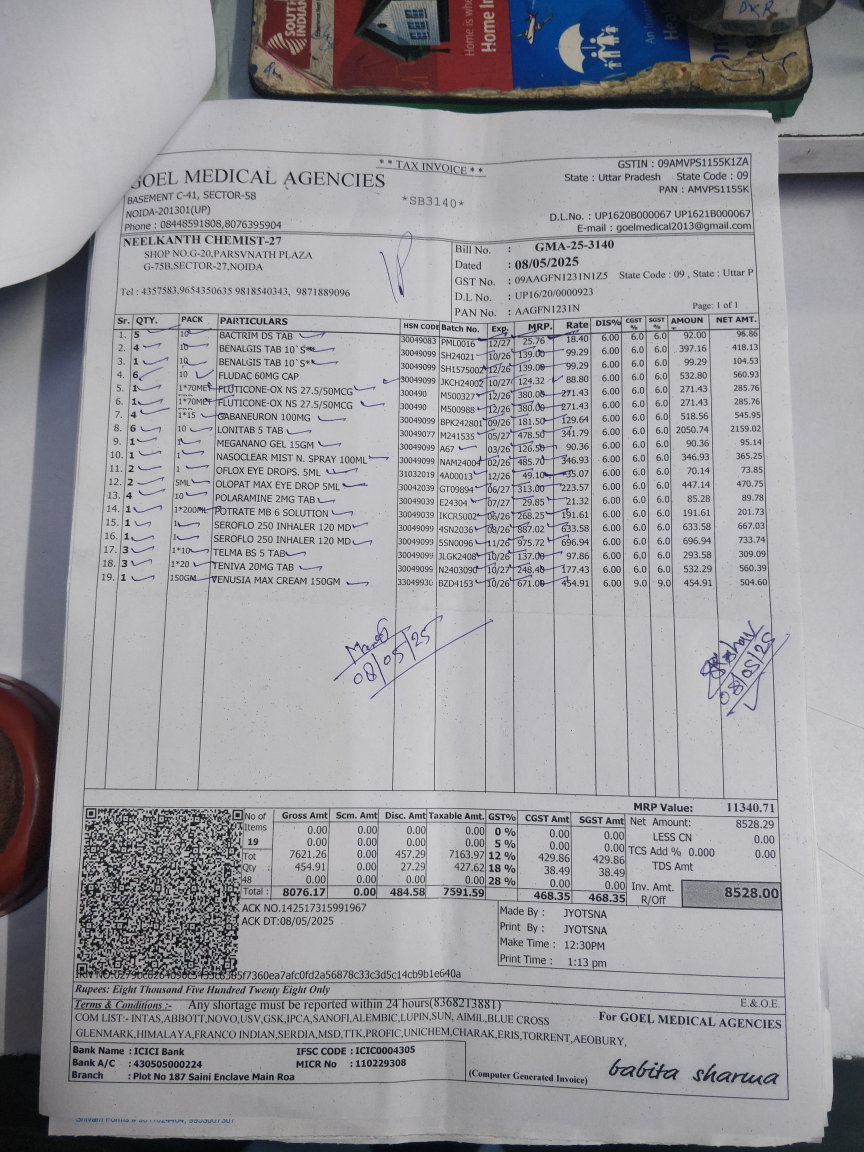 SOUTH
INDIAN
Home is whe
Home In
DXR
* * TAX INVOICE * *
GOEL MEDICAL AGENCIES
BASEMENT C-41, SECTOR-58
NOIDA-201301(UP)
Phone : 08448591808,8076395904
*SB3140*
GSTIN : 09AMVPS1155K1ZA
State : Uttar Pradesh State Code : 09
PAN : AMVPS1155K
D.L.No. : UP1620B000067 UP1621B000067
E-mail : goelmedical2013@gmail.com
NEELKANTH CHEMIST-27
SHOP NO.G-20,PARSVNATH PLAZA
G-75B,SECTOR-27,NOIDA
Tel : 4357583,9654350635 9818540343, 9871889096
Bill No. : GMA-25-3140
Dated : 08/05/2025
GST No. : 09AAGFN1231N1Z5 State Code : 09 , State : Uttar P
D.L No. : UP16/20/0000923
PAN No. : AAGFN1231N
Page: 1 of 1
Sr. QTY. PACK PARTICULARS HSN CODE Batch No. Exp. MRP. Rate DIS% CGST % SGST % AMOUN NET AMT.
1. 5 10 BACTRIM DS TAB 30049083 PML0016 12/27 25.76 18.40 6.00 6.0 6.0 92.00 96.86
2. 4 10 BENALGIS TAB 10`S* 30049099 SH24021 10/26 139.00 99.29 6.00 6.0 6.0 397.16 418.13
3. 1 10 BENALGIS TAB 10`S* 30049099 SH1575002 12/26 139.00 99.29 6.00 6.0 6.0 99.29 104.53
4. 6 10 FLUDAC 60MG CAP 30049099 JKCH24002 10/27 124.32 88.80 6.00 6.0 6.0 532.80 560.93
5. 1 1*70MET FLUTICONE-OX NS 27.5/50MCG 300490 M500327 12/26 380.00 271.43 6.00 6.0 6.0 271.43 285.76
6. 1 1*70MET FLUTICONE-OX NS 27.5/50MCG 300490 M500988 12/26 380.00 271.43 6.00 6.0 6.0 271.43 285.76
7. 4 1*15 GABANEURON 100MG 30049099 BPK242801 09/26 181.50 129.64 6.00 6.0 6.0 518.56 545.95
8. 6 10 LONITAB 5 TAB 30049077 M241535 05/27 478.50 341.79 6.00 6.0 6.0 2050.74 2159.02
9. 1 1 MEGANANO GEL 15GM 30049099 A67 03/26 126.50 90.36 6.00 6.0 6.0 90.36 95.14
10. 1 1 NASOCLEAR MIST N. SPRAY 100ML 30049099 NAM24004 02/26 485.70 346.93 6.00 6.0 6.0 346.93 365.25
11. 2 1 OFLOX EYE DROPS. 5ML 31032019 4A00013 12/26 49.10 35.07 6.00 6.0 6.0 70.14 73.85
12. 2 5ML OLOPAT MAX EYE DROP 5ML 30042039 GT09894 06/27 313.00 223.57 6.00 6.0 6.0 447.14 470.75
13. 4 10 POLARAMINE 2MG TAB 30049039 E24304 07/27 29.85 21.32 6.00 6.0 6.0 85.28 89.78
14. 1 1*200ML POTRATE MB 6 SOLUTION 30049039 IKCR5002 06/26 268.25 191.61 6.00 6.0 6.0 191.61 201.73
15. 1 1 SEROFLO 250 INHALER 120 MD 30049099 4SN2036 08/26 887.02 633.58 6.00 6.0 6.0 633.58 667.03
16. 1 1 SEROFLO 250 INHALER 120 MD 30049099 5SN0096 11/26 975.72 696.94 6.00 6.0 6.0 696.94 733.74
17. 3 1*10 TELMA BS 5 TAB 30049099 JLGK2408 10/26 137.00 97.86 6.00 6.0 6.0 293.58 309.09
18. 3 1*20 TENIVA 20MG TAB 30049099 N2403090 10/27 248.40 177.43 6.00 6.0 6.0 532.29 560.39
19. 1 150GM VENUSIA MAX CREAM 150GM 33049930 BZD4153 10/26 671.00 454.91 6.00 9.0 9.0 454.91 504.60
08/05/25
08/05/25
MRP Value: 11340.71
No of Items 19 Tot Qty : 48
Gross Amt Scm. Amt Disc. Amt Taxable Amt. GST% CGST Amt SGST Amt
0.00 0.00 0.00 0.00 0 % 0.00 0.00
0.00 0.00 0.00 0.00 5 % 0.00 0.00
7621.26 0.00 457.29 7163.97 12 % 429.86 429.86
454.91 0.00 27.29 427.62 18 % 38.49 38.49
0.00 0.00 0.00 0.00 28 % 0.00 0.00
Total : 8076.17 0.00 484.58 7591.59 468.35 468.35
Net Amount: 8528.29
LESS CN 0.00
TCS Add % 0.000 0.00
TDS Amt
Inv. Amt. R/Off 8528.00
ACK NO.142517315991967
ACK DT:08/05/2025
Made By : JYOTSNA
Print By : JYOTSNA
Make Time : 12:30PM
Print Time : 1:13 pm
Rupees: Eight Thousand Five Hundred Twenty Eight Only
Terms & Conditions :- Any shortage must be reported within 24 hours(8368213881)
E.& O.E.
COM LIST:- INTAS,ABBOTT,NOVO,USV,GSK,IPCA,SANOFI,ALEMBIC,LUPIN,SUN, AIMIL,BLUE CROSS
GLENMARK,HIMALAYA,FRANCO INDIAN,SERDIA,MSD,TTK,PROFIC,UNICHEM,CHARAK,ERIS,TORRENT,AEOBURY,
For GOEL MEDICAL AGENCIES
Bank Name : ICICI Bank IFSC CODE : ICIC0004305
Bank A/C : 430505000224 MICR No : 110229308
Branch : Plot No 187 Saini Enclave Main Roa
(Computer Generated Invoice)
babita sharma